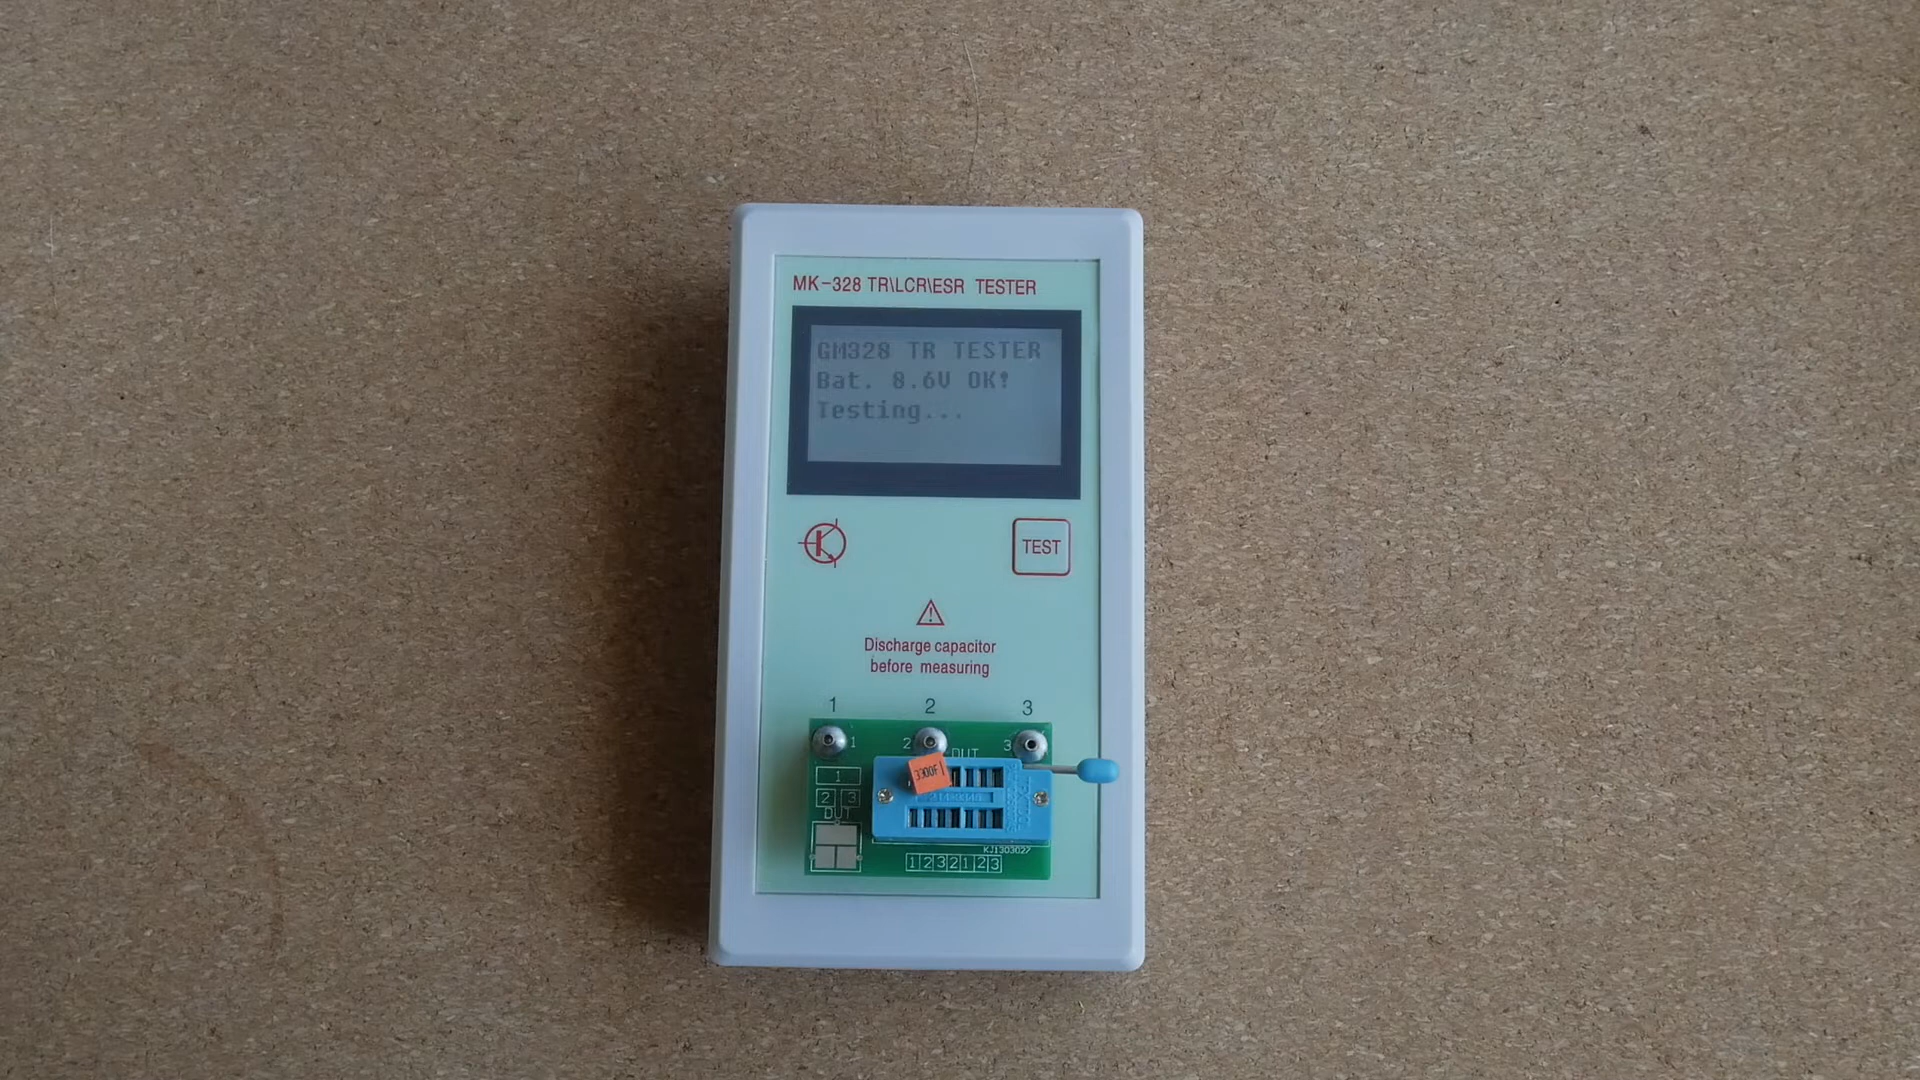 MK-328 TR\LCR\ESR TESTER
GM328 TR TESTER
Bat. 8.6V OK!
Testing...
TEST
Discharge capacitor
before measuring
1 2 3
1 2 3
DUT
1
2 3
DUT
KJ1303027
1 2 3 2 1 2 3